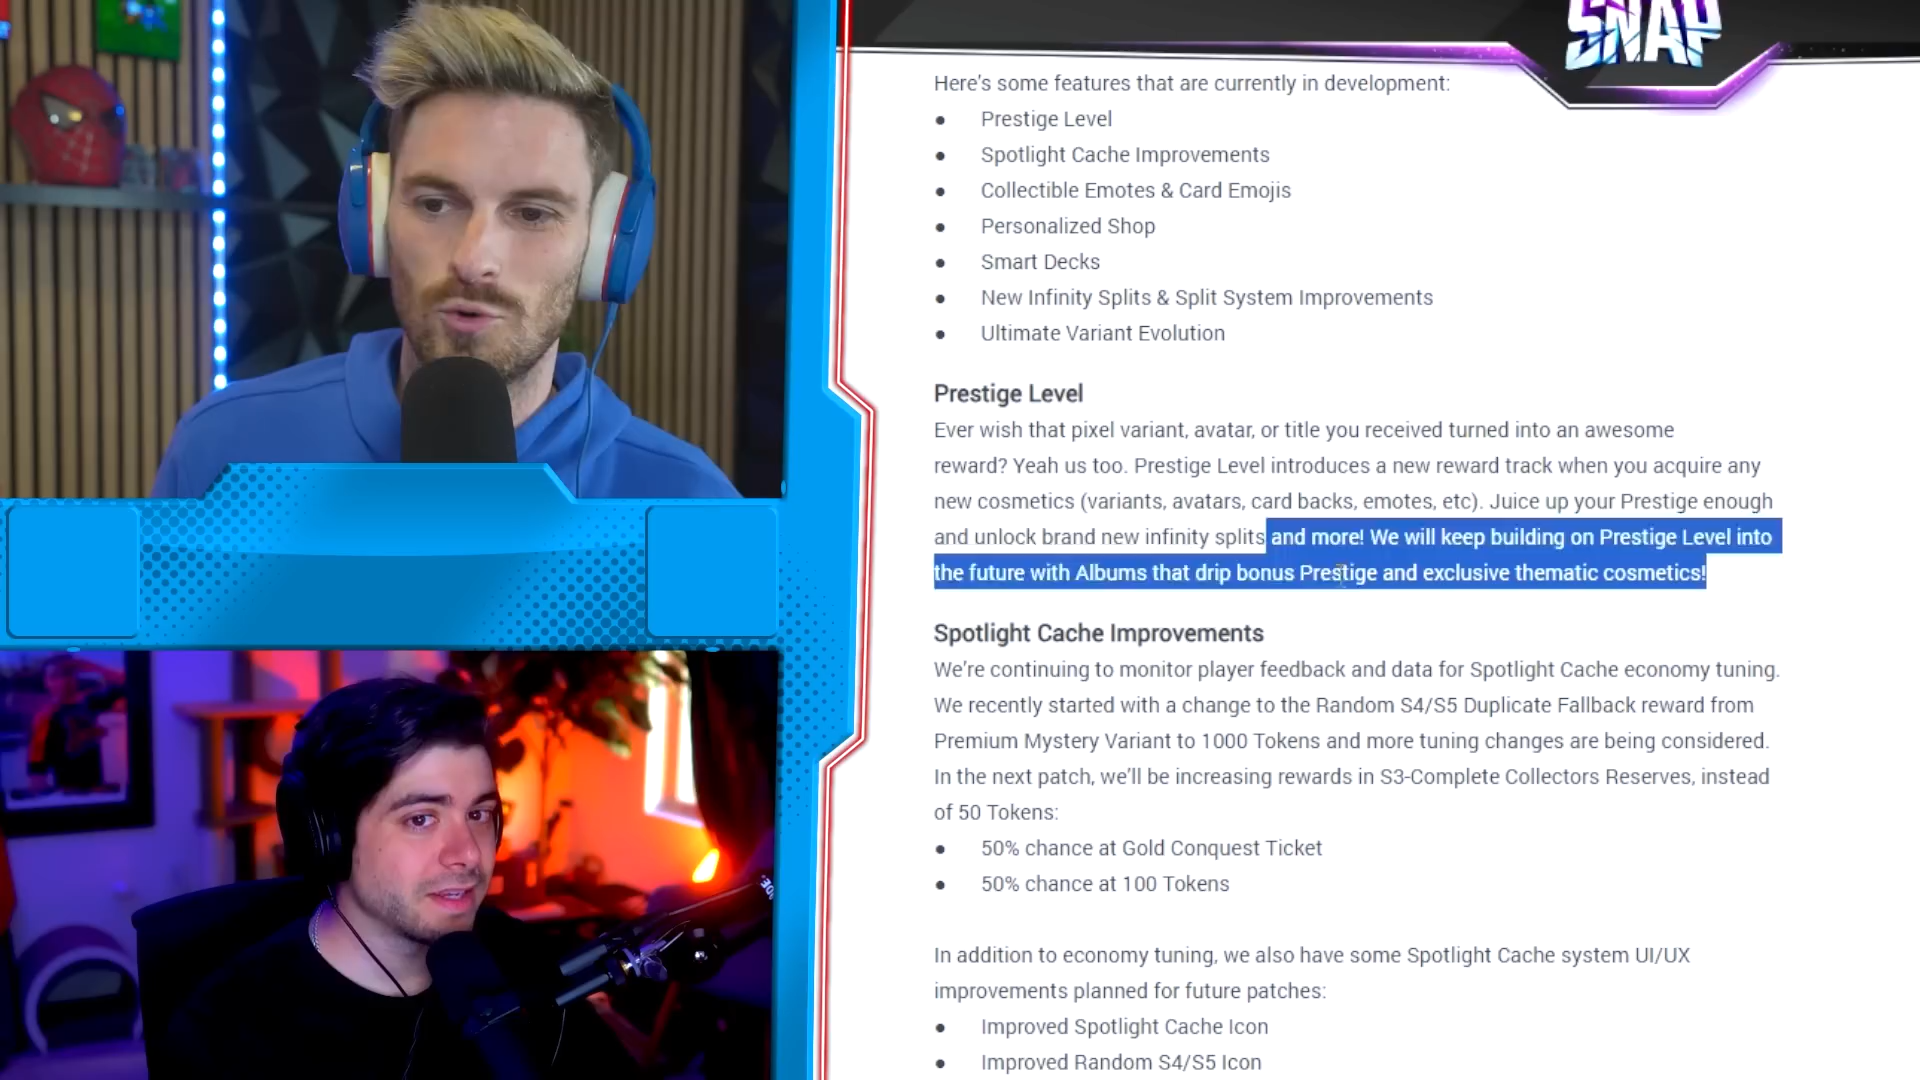 SNAP
Here's some features that are currently in development:
● Prestige Level
● Spotlight Cache Improvements
● Collectible Emotes & Card Emojis
● Personalized Shop
● Smart Decks
● New Infinity Splits & Split System Improvements
● Ultimate Variant Evolution
Prestige Level
Ever wish that pixel variant, avatar, or title you received turned into an awesome
reward? Yeah us too. Prestige Level introduces a new reward track when you acquire any
new cosmetics (variants, avatars, card backs, emotes, etc). Juice up your Prestige enough
and unlock brand new infinity splits and more! We will keep building on Prestige Level into
the future with Albums that drip bonus Prestige and exclusive thematic cosmetics!
Spotlight Cache Improvements
We're continuing to monitor player feedback and data for Spotlight Cache economy tuning.
We recently started with a change to the Random S4/S5 Duplicate Fallback reward from
Premium Mystery Variant to 1000 Tokens and more tuning changes are being considered.
In the next patch, we'll be increasing rewards in S3-Complete Collectors Reserves, instead
of 50 Tokens:
● 50% chance at Gold Conquest Ticket
● 50% chance at 100 Tokens
In addition to economy tuning, we also have some Spotlight Cache system UI/UX
improvements planned for future patches:
● Improved Spotlight Cache Icon
● Improved Random S4/S5 Icon